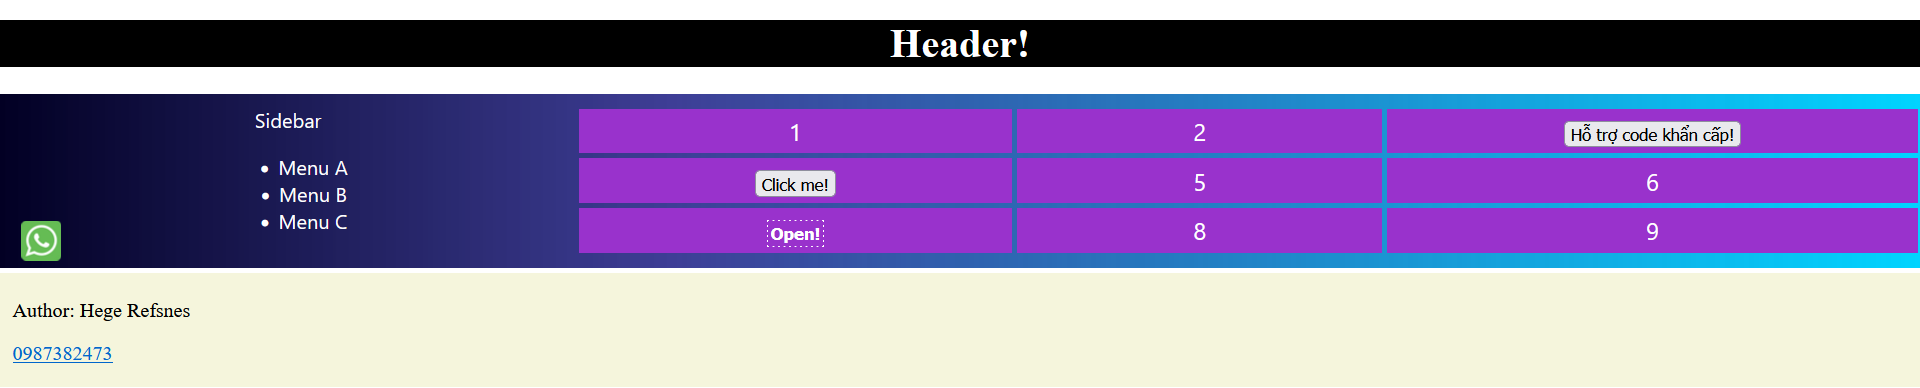 Header!
Sidebar
Menu A
Menu B
Menu C
1
2
Hỗ trợ code khẩn cấp!
Click me!
5
6
Open!
8
9
Author: Hege Refsnes
0987382473